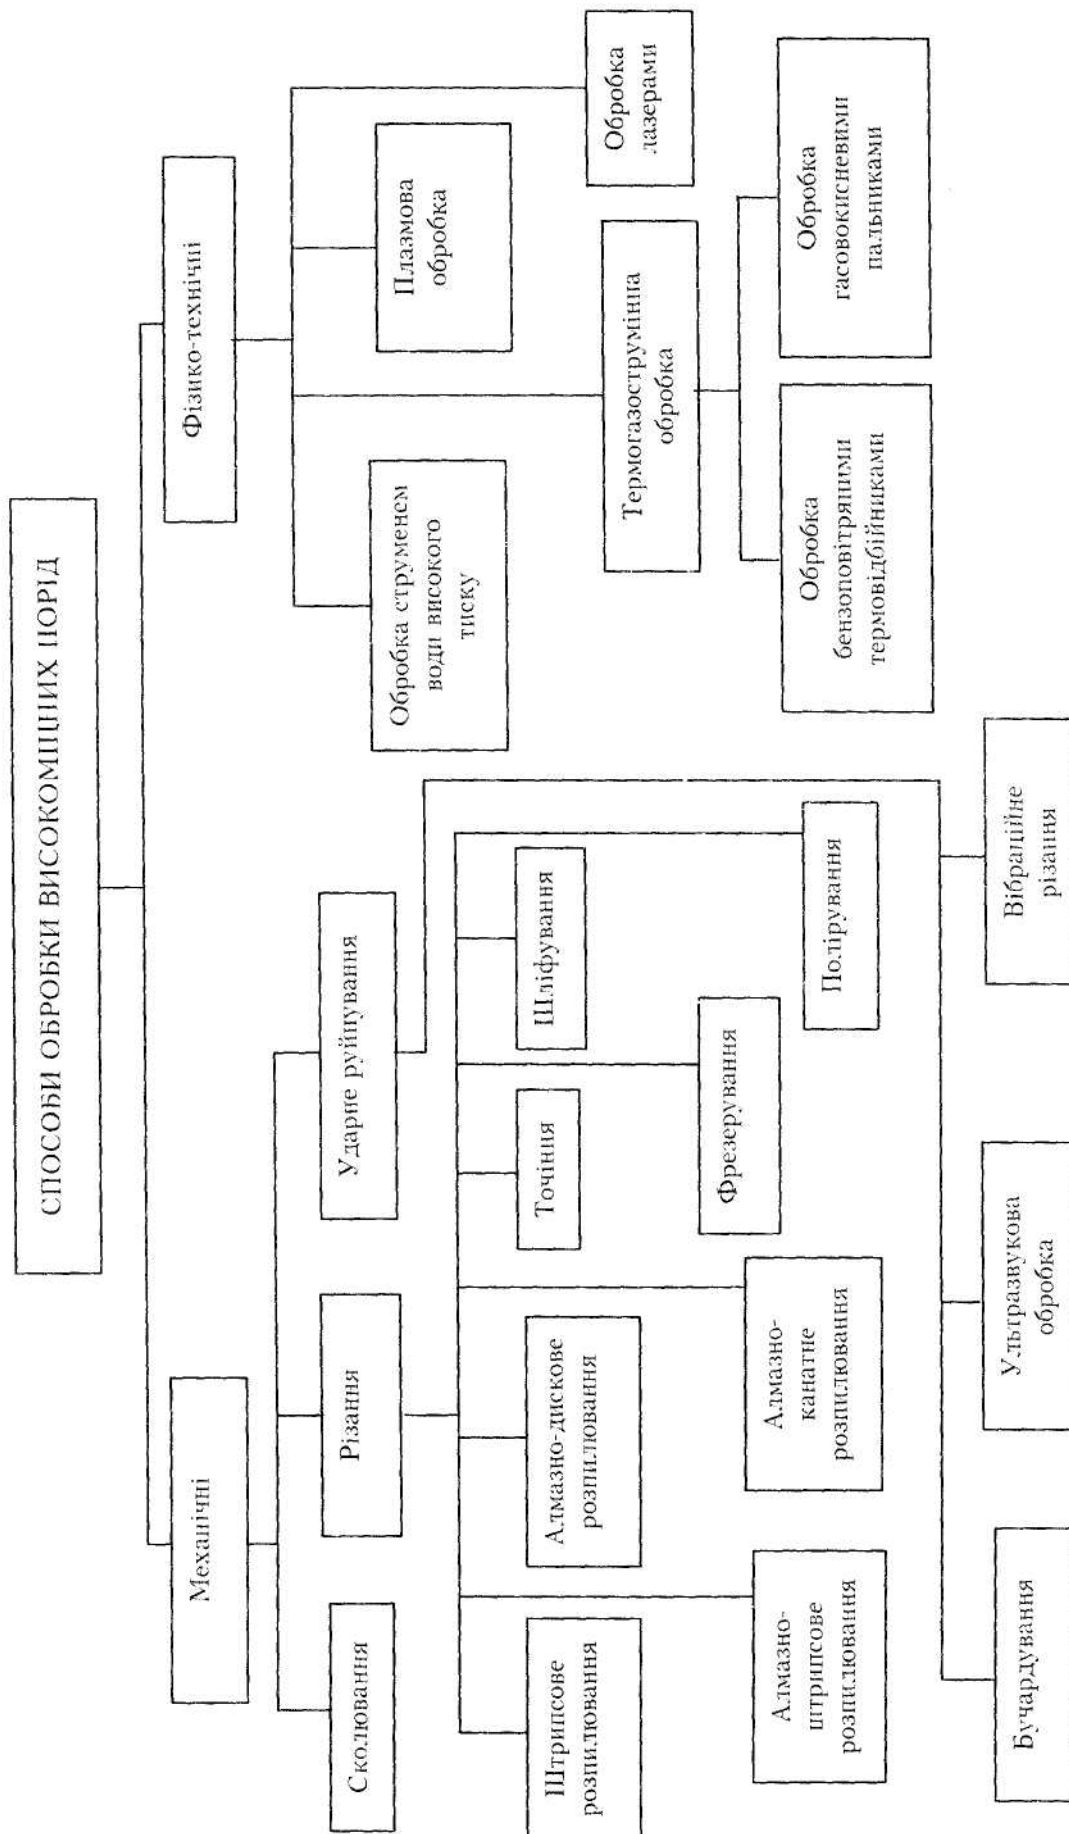 СПОСОБИ ОБРОБКИ ВИСОКОМІЦНИХ ПОРІД
Механічні
Фізико-технічні
Сколювання
Різання
Ударне руйнування
Обробка струменем
води високого
тиску
Плазмова
обробка
Штрипсове
розпилювання
Алмазно-дискове
розпилювання
Точіння
Шліфування
Термогазострумінна
обробка
Обробка
лазерами
Алмазно-
штрипсове
розпилювання
Алмазно-
канатне
розпилювання
Фрезерування
Полірування
Обробка
бензоповітряними
термовідбійниками
Обробка
гасовокисневими
пальниками
Бучардування
Ультразвукова
обробка
Вібраційне
різання